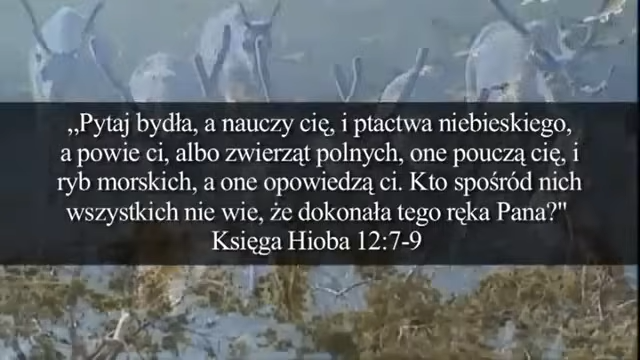 „Pytaj bydła, a nauczy cię, i ptactwa niebieskiego,
a powie ci, albo zwierząt polnych, one pouczą cię, i
ryb morskich, a one opowiedzą ci. Kto spośród nich
wszystkich nie wie, że dokonała tego ręka Pana?"
Księga Hioba 12:7-9